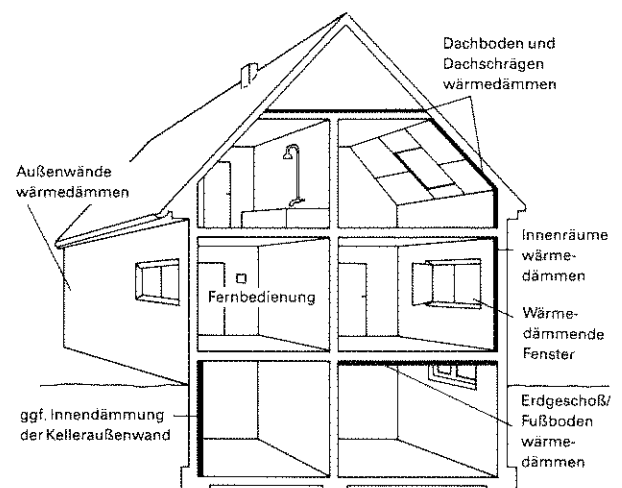 Dachboden und
Dachschrägen
wärmedämmen
Außenwände
wärmedämmen
Innenräume
wärme-
dämmen
Fernbedienung
Wärme-
dämmende
Fenster
ggf. Innendämmung
der Kelleraußenwand
Erdgeschoß/
Fußboden
wärme-
dämmen